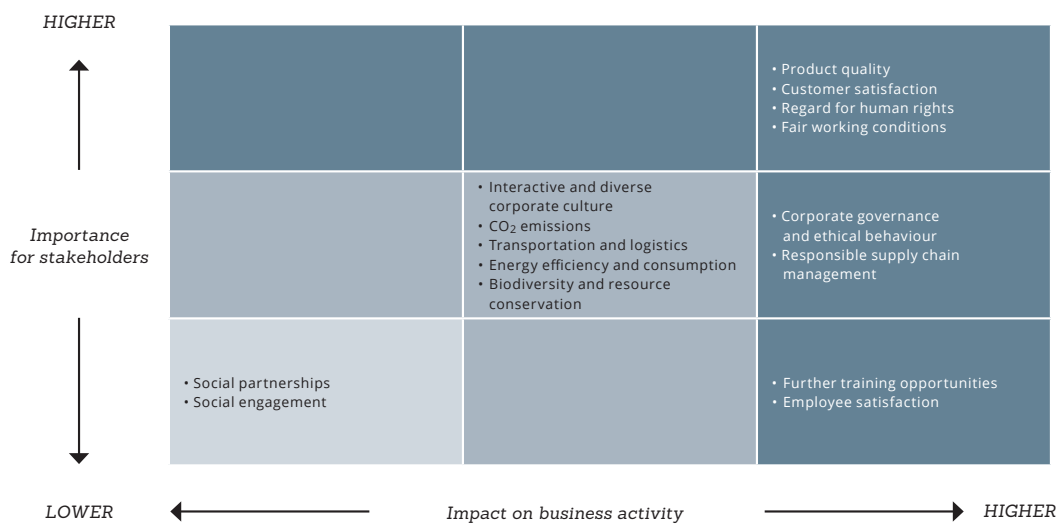 HIGHER
• Product quality
• Customer satisfaction
• Regard for human rights
• Fair working conditions
Importance
for stakeholders
• Interactive and diverse
corporate culture
• CO₂ emissions
• Transportation and logistics
• Energy efficiency and consumption
• Biodiversity and resource
conservation
• Corporate governance
and ethical behaviour
• Responsible supply chain
management
• Social partnerships
• Social engagement
• Further training opportunities
• Employee satisfaction
LOWER
Impact on business activity
HIGHER